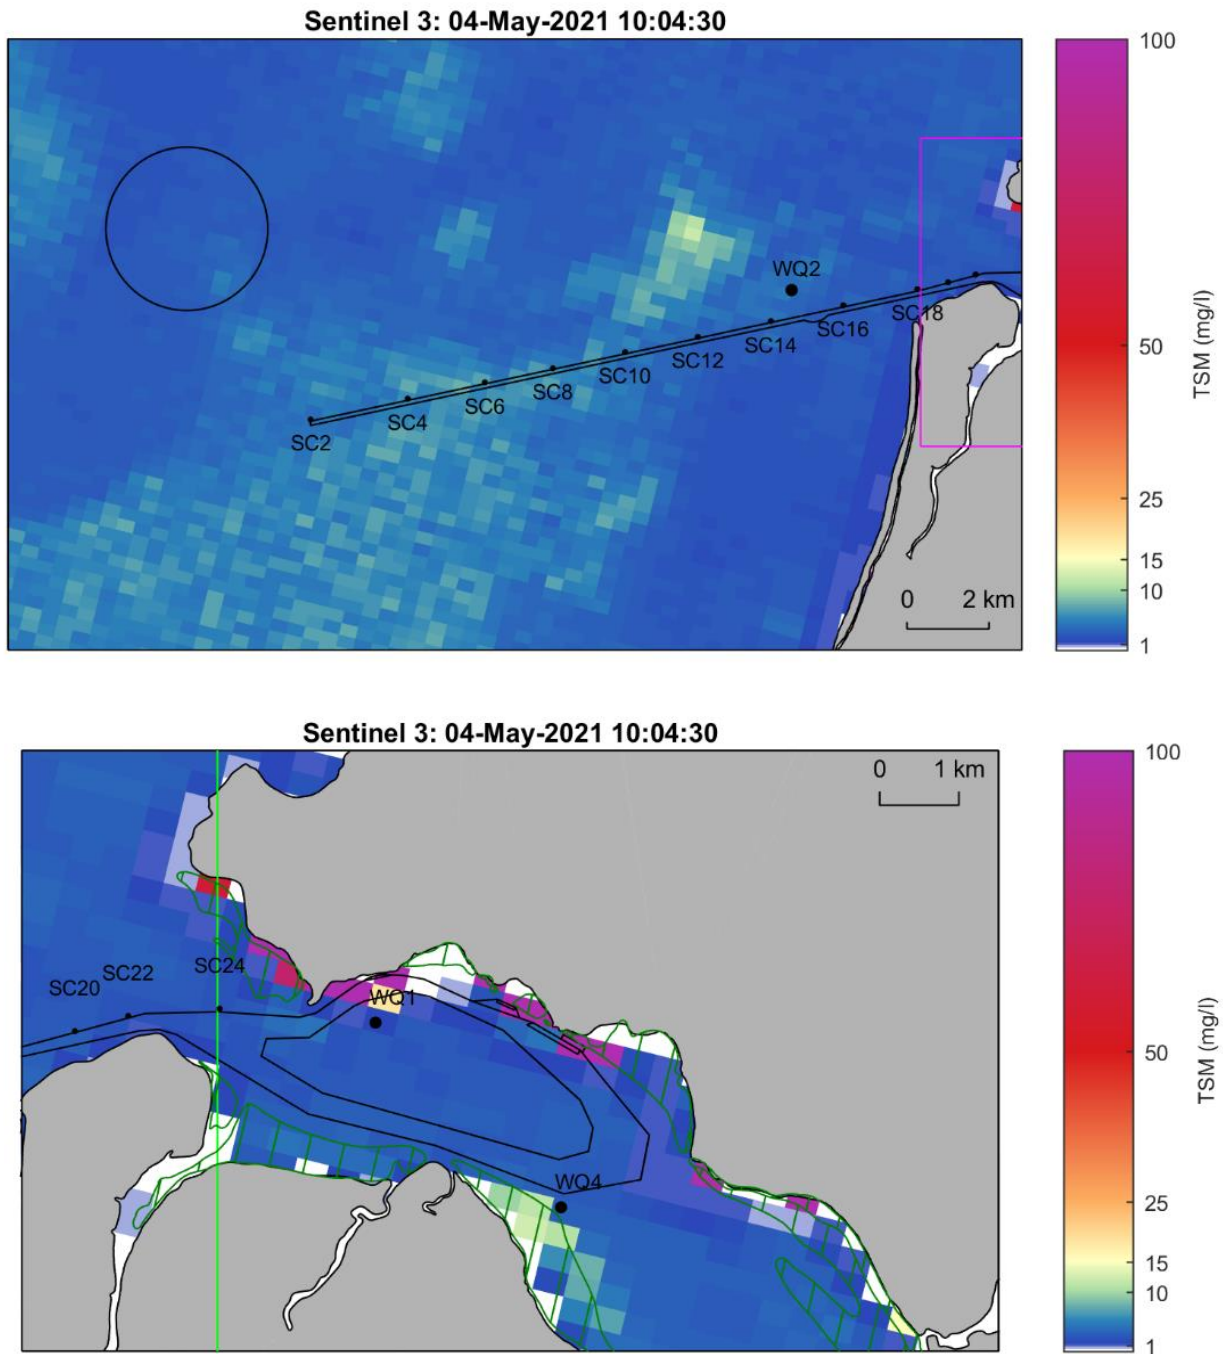 Sentinel 3: 04-May-2021 10:04:30
100
50
25
15
10
1
TSM (mg/l)
WQ2
SC18
SC16
SC14
SC12
SC10
SC8
SC6
SC4
SC2
0 2 km
Sentinel 3: 04-May-2021 10:04:30
0 1 km
100
50
25
15
10
1
TSM (mg/l)
SC24
SC22
SC20
WQ1
WQ4